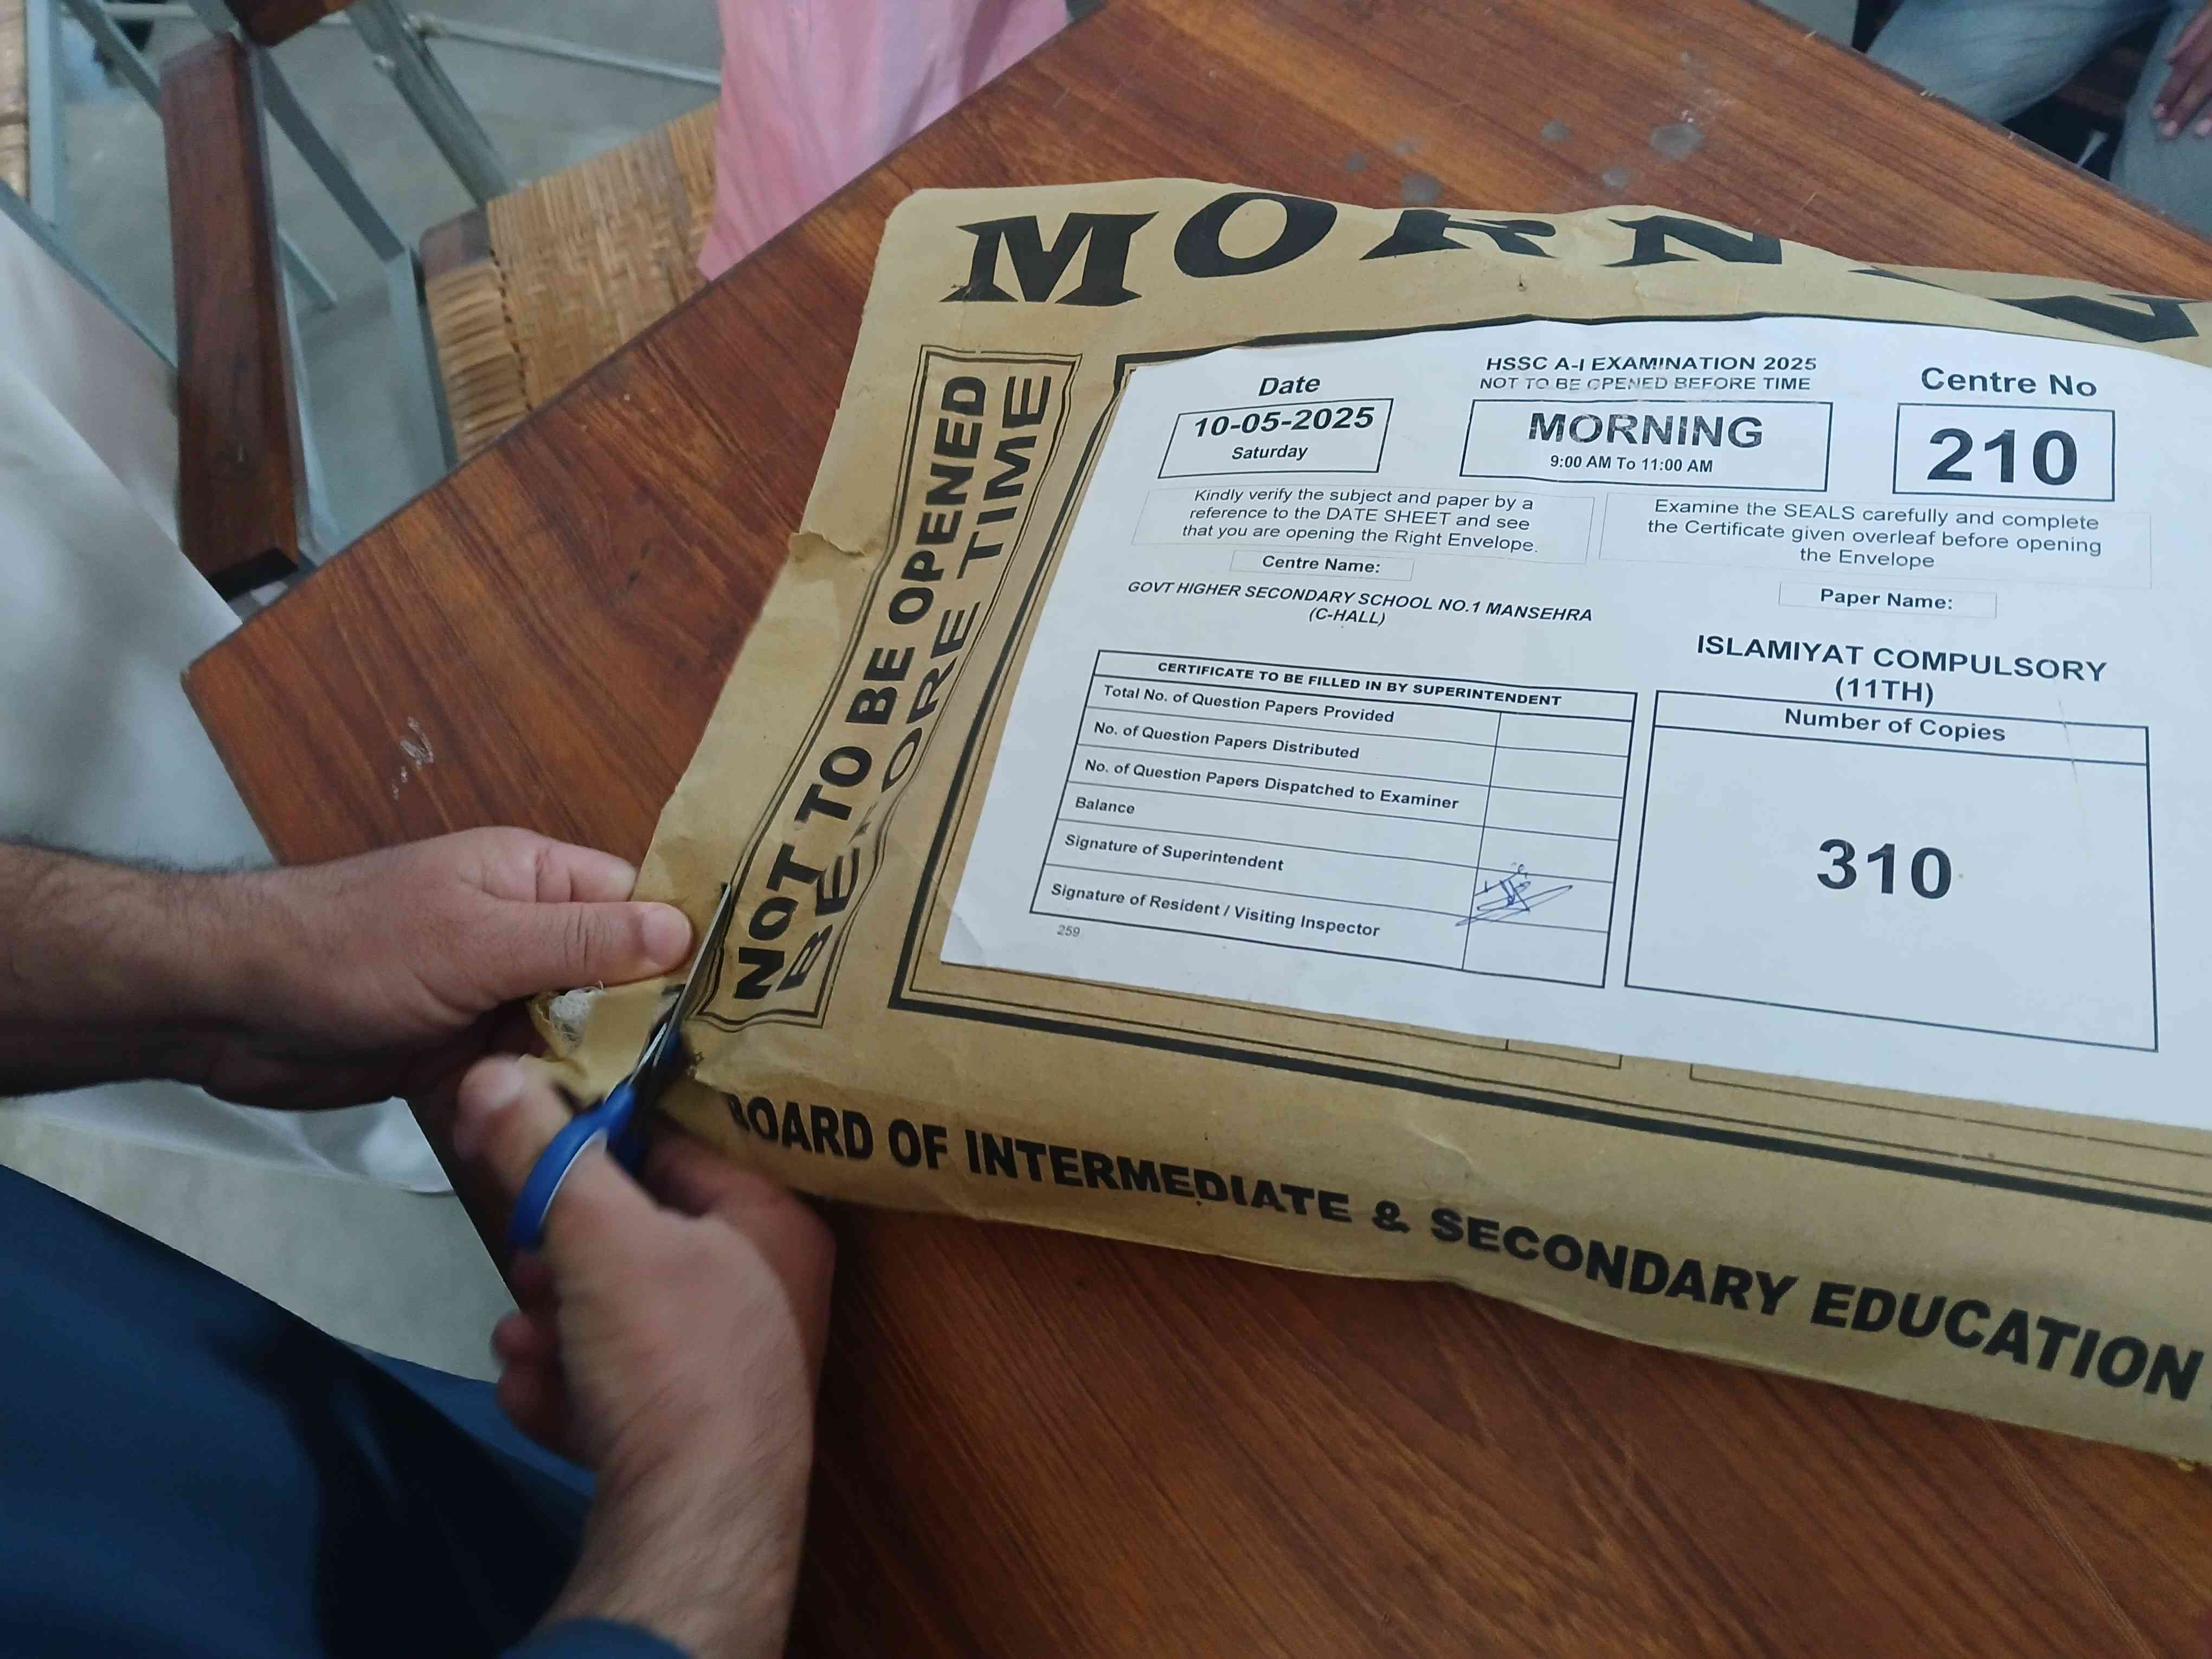 MORN
NOT TO BE OPENED
BEFORE TIME
HSSC A-I EXAMINATION 2025
NOT TO BE OPENED BEFORE TIME
Date
10-05-2025
Saturday
MORNING
9:00 AM To 11:00 AM
Centre No
210
Kindly verify the subject and paper by a
reference to the DATE SHEET and see
that you are opening the Right Envelope.
Examine the SEALS carefully and complete
the Certificate given overleaf before opening
the Envelope
Centre Name:
GOVT HIGHER SECONDARY SCHOOL NO.1 MANSEHRA
(C-HALL)
Paper Name:
ISLAMIYAT COMPULSORY
(11TH)
CERTIFICATE TO BE FILLED IN BY SUPERINTENDENT
Total No. of Question Papers Provided
No. of Question Papers Distributed
No. of Question Papers Dispatched to Examiner
Balance
Signature of Superintendent
Signature of Resident / Visiting Inspector
259
Number of Copies
310
BOARD OF INTERMEDIATE & SECONDARY EDUCATION